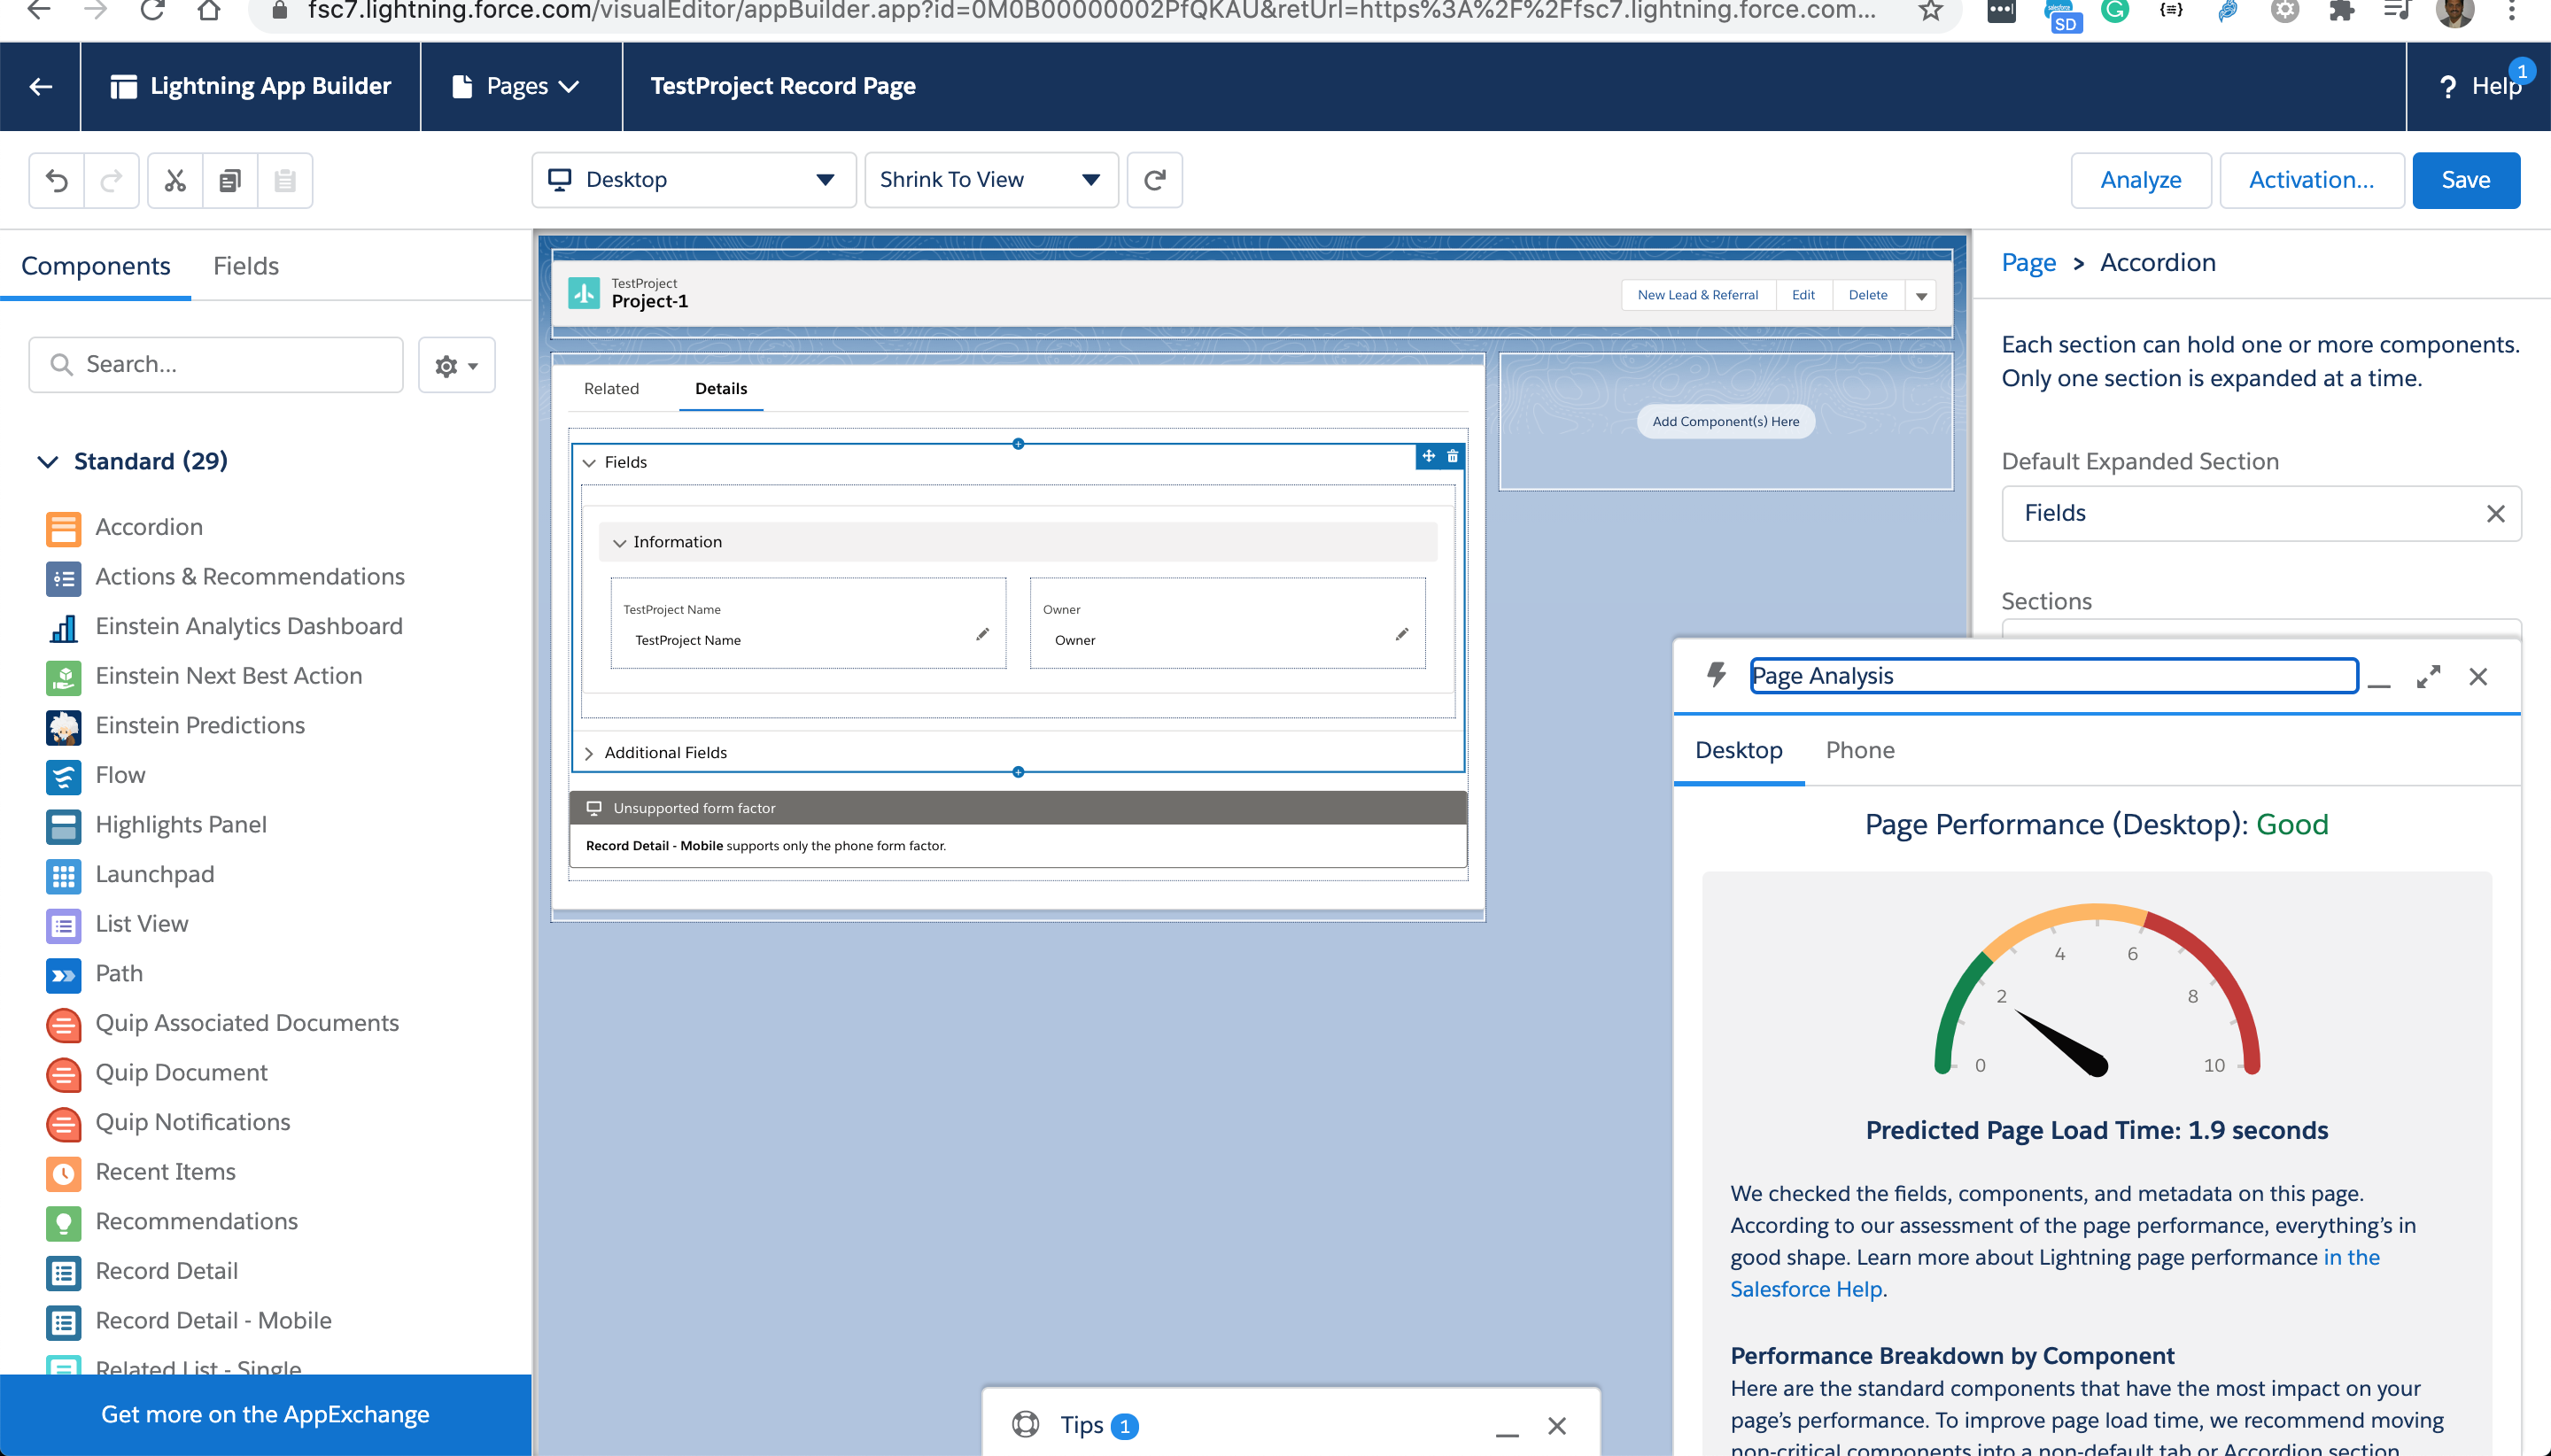 fsc7.lightning.force.com/visualEditor/appBuilder.app?id=0M0B00000002PfQKAU&retUrl=https%3A%2F%2Ffsc7.lightning.force.com...
SD
Lightning App Builder
Pages
TestProject Record Page
? Help
1
Desktop
Shrink To View
Analyze
Activation...
Save
Components
Fields
Search...
Standard (29)
Accordion
Actions & Recommendations
Einstein Analytics Dashboard
Einstein Next Best Action
Einstein Predictions
Flow
Highlights Panel
Launchpad
List View
Path
Quip Associated Documents
Quip Document
Quip Notifications
Recent Items
Recommendations
Record Detail
Record Detail - Mobile
Related List - Single
Get more on the AppExchange
TestProject
Project-1
New Lead & Referral
Edit
Delete
Related
Details
Add Component(s) Here
Fields
Information
TestProject Name
TestProject Name
Owner
Owner
Additional Fields
Unsupported form factor
Record Detail - Mobile supports only the phone form factor.
Tips 1
Page > Accordion
Each section can hold one or more components.
Only one section is expanded at a time.
Default Expanded Section
Fields
Sections
Page Analysis
Desktop
Phone
Page Performance (Desktop): Good
0
2
4
6
8
10
Predicted Page Load Time: 1.9 seconds
We checked the fields, components, and metadata on this page.
According to our assessment of the page performance, everything's in
good shape. Learn more about Lightning page performance in the
Salesforce Help.
Performance Breakdown by Component
Here are the standard components that have the most impact on your
page's performance. To improve page load time, we recommend moving
non-critical components into a non-default tab or Accordion section